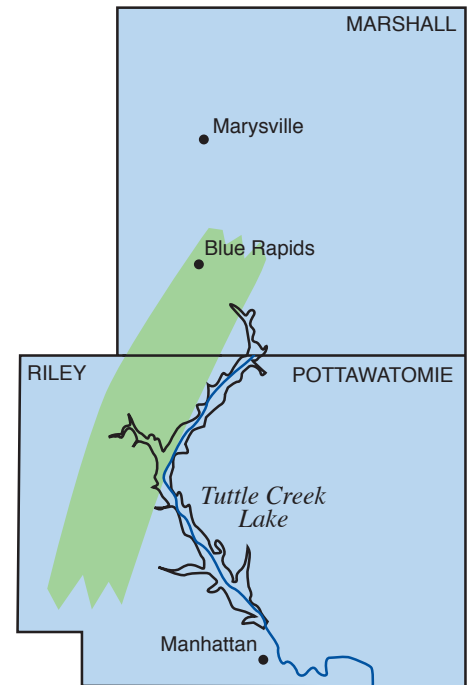 MARSHALL
Marysville
Blue Rapids
RILEY
POTTAWATOMIE
Tuttle Creek
Lake
Manhattan